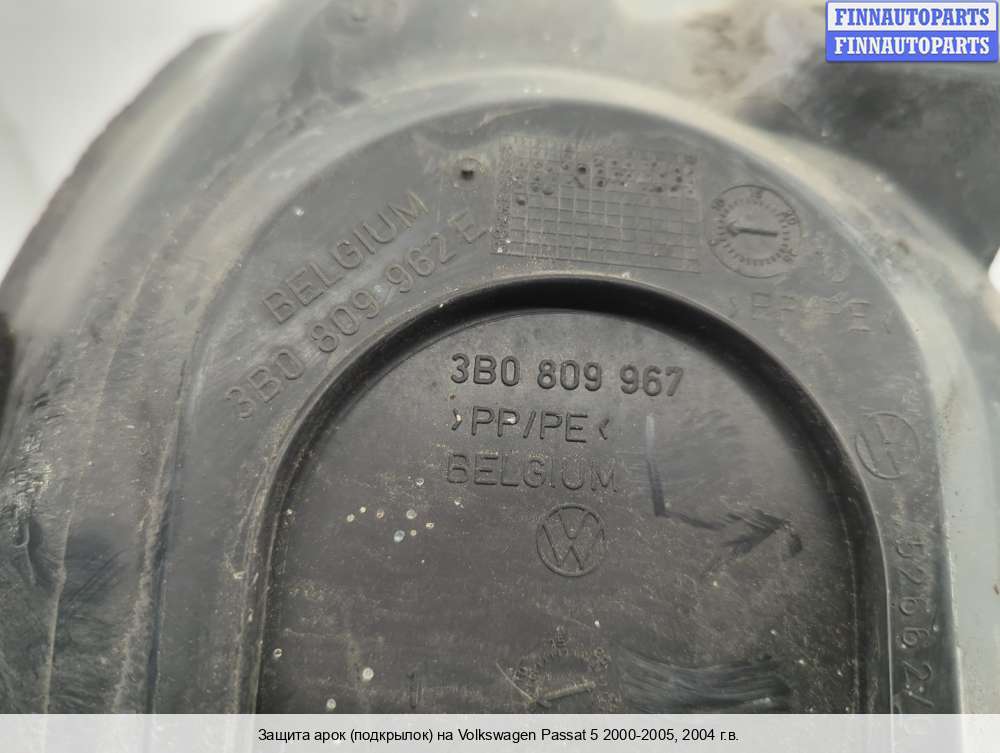 FINNAUTOPARTS
FINNAUTOPARTS
BELGIUM
3B0 809 962 E
>PP/PE<
3B0 809 967
>PP/PE<
BELGIUM
Защита арок (подкрылок) на Volkswagen Passat 5 2000-2005, 2004 г.в.